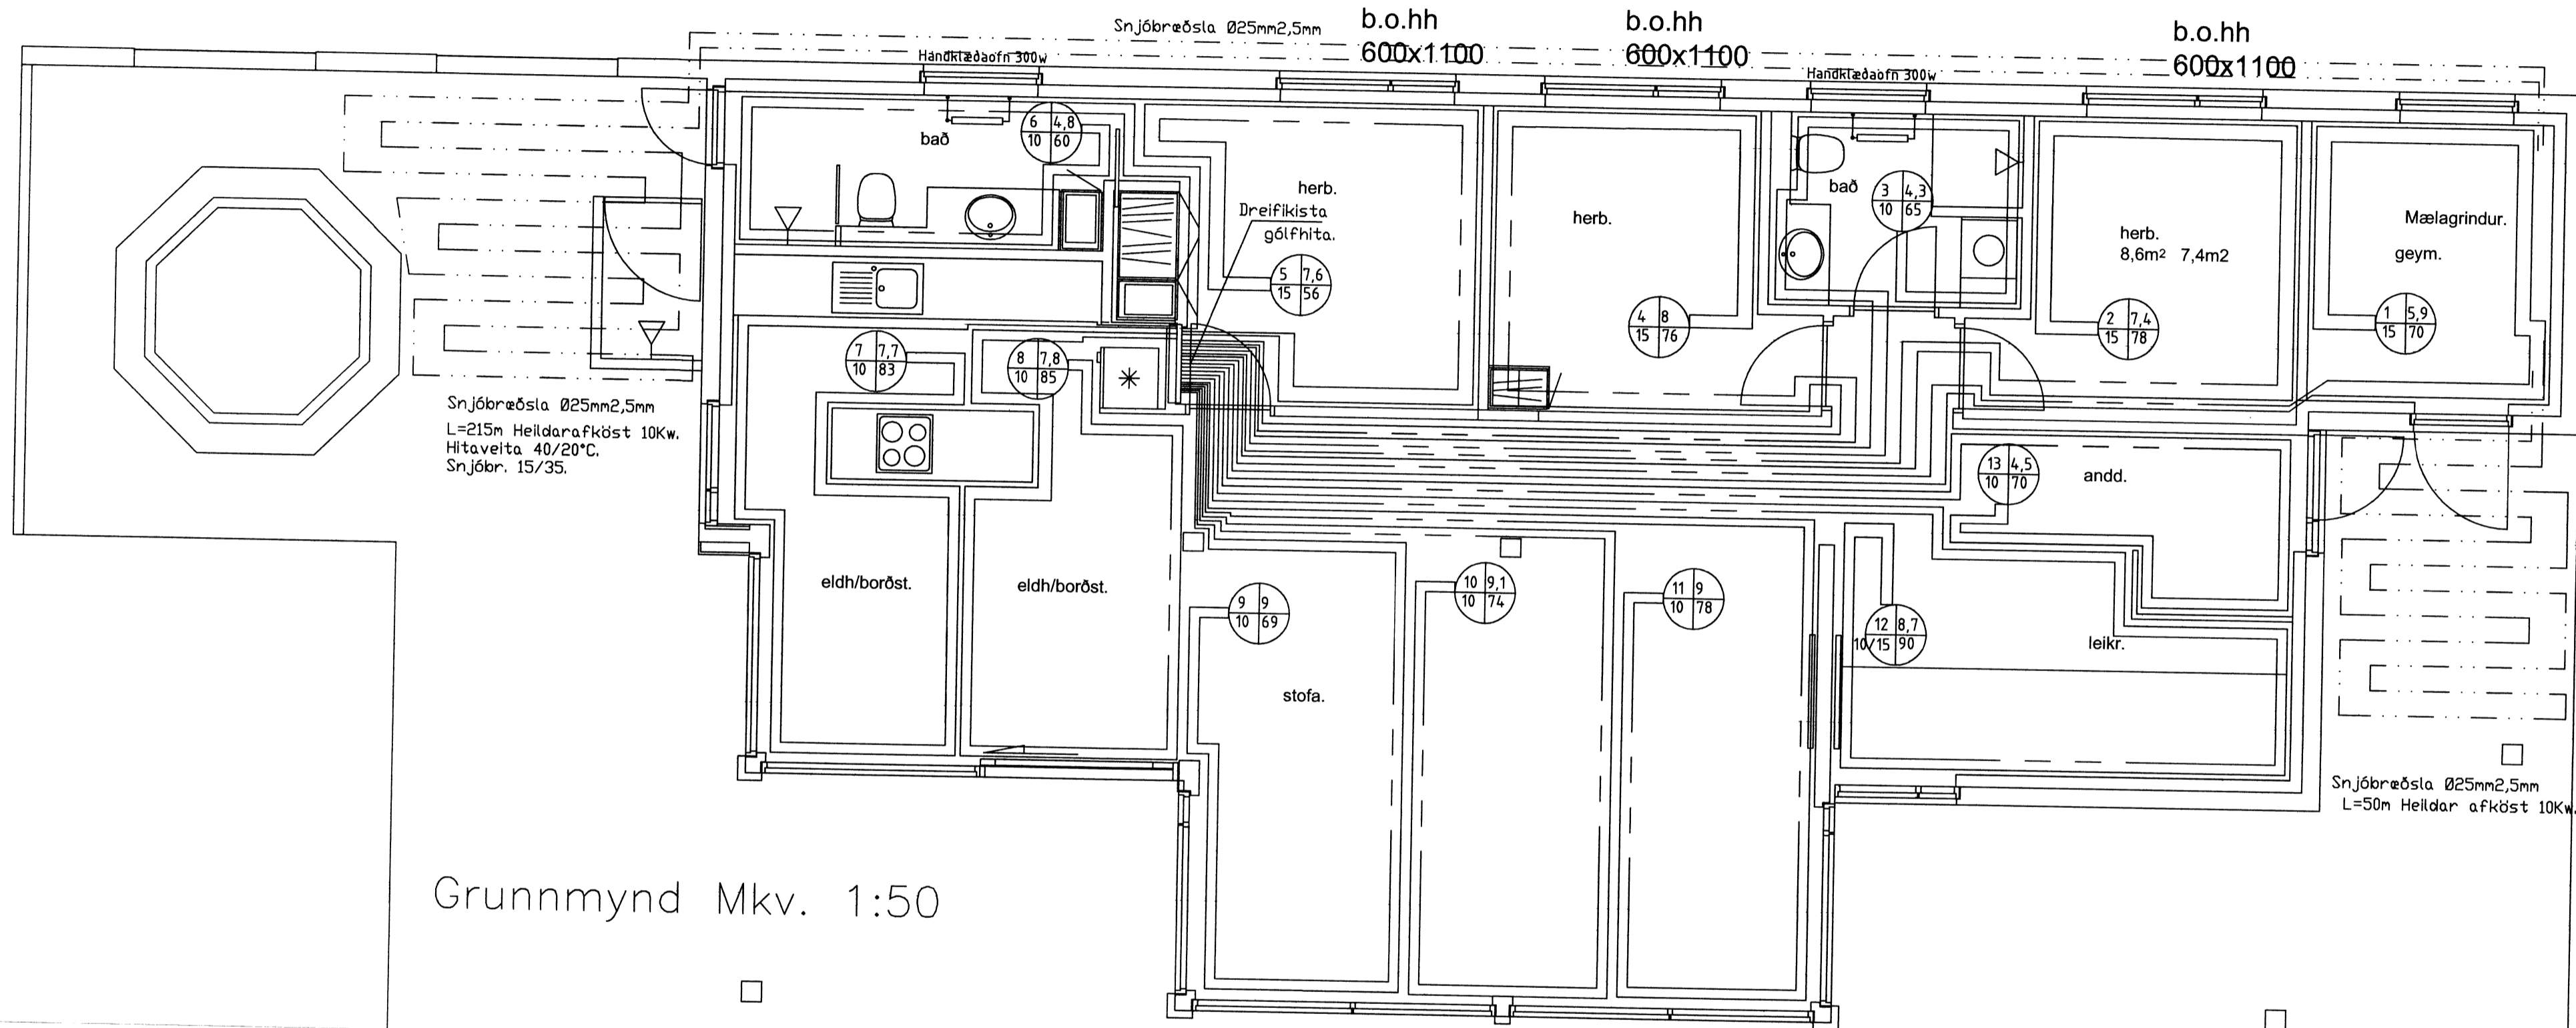 Snjóbræðsla Ø25mm2,5mm
b.o.hh
600x1100
b.o.hh
600x1100
b.o.hh
600x1100
Handklæðaofn 300w
Handklæðaofn 300w
bað
6 4,8
10 60
herb.
Dreifikista
gólfhita.
5 7,6
15 56
herb.
4 8
15 76
bað
3 4,3
10 65
herb.
8,6m² 7,4m2
2 7,4
15 78
Mælagrindur.
geym.
1 5,9
15 70
7 7,7
10 83
8 7,8
10 85
Snjóbræðsla Ø25mm2,5mm
L=215m Heildarafköst 10Kw.
Hitaveita 40/20°C.
Snjóbr. 15/35.
13 4,5
10 70
andd.
eldh/borðst.
eldh/borðst.
9 9
10 69
10 9,1
10 74
11 9
10 78
12 8,7
10/15 90
leikr.
stofa.
Snjóbræðsla Ø25mm2,5mm
L=50m Heildar afköst 10Kw.
Grunnmynd Mkv. 1:50